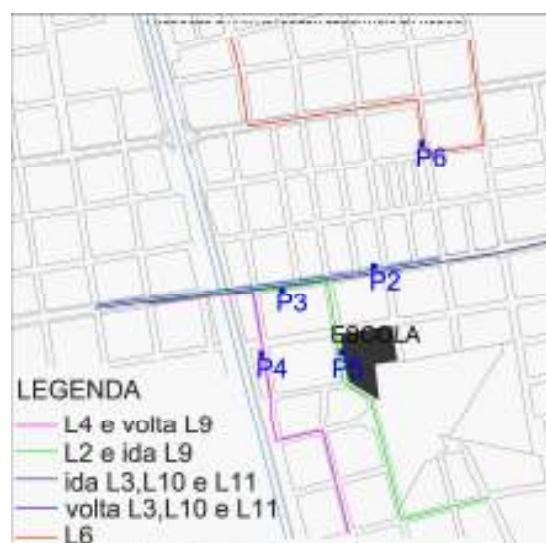 P6
P2
P3
ESCOLA
P4
P5
LEGENDA
L4 e volta L9
L2 e ida L9
ida L3,L10 e L11
volta L3,L10 e L11
L6